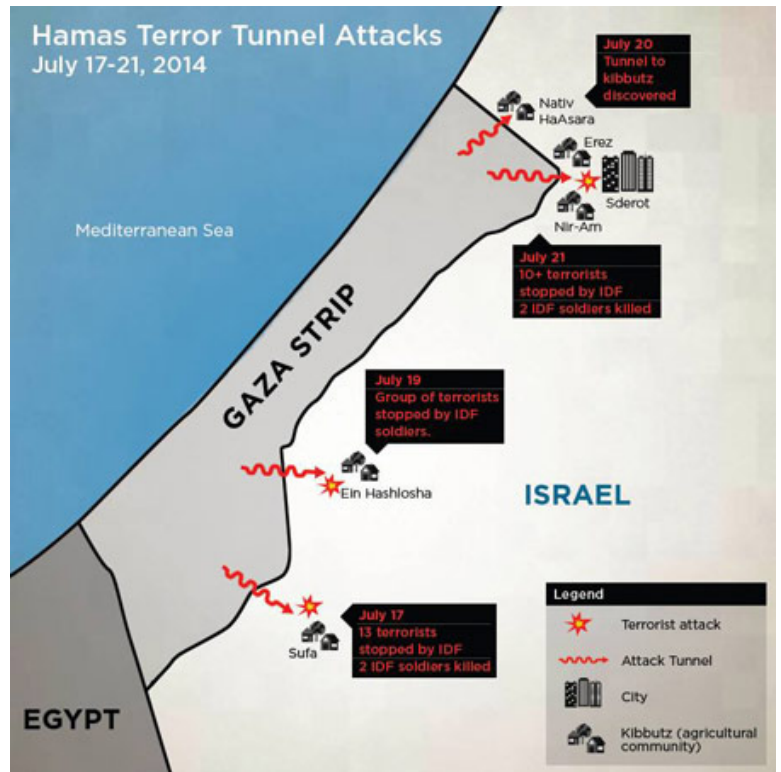 Hamas Terror Tunnel Attacks
July 17-21, 2014
July 20
Tunnel to
kibbutz
discovered
Nativ
HaAsara
Erez
Sderot
Nir-Am
Mediterranean Sea
July 21
10+ terrorists
stopped by IDF
2 IDF soldiers killed
GAZA STRIP
July 19
Group of terrorists
stopped by IDF
soldiers.
Ein Hashlosha
ISRAEL
July 17
13 terrorists
stopped by IDF
2 IDF soldiers killed
Sufa
EGYPT
Legend
Terrorist attack
Attack Tunnel
City
Kibbutz (agricultural
community)